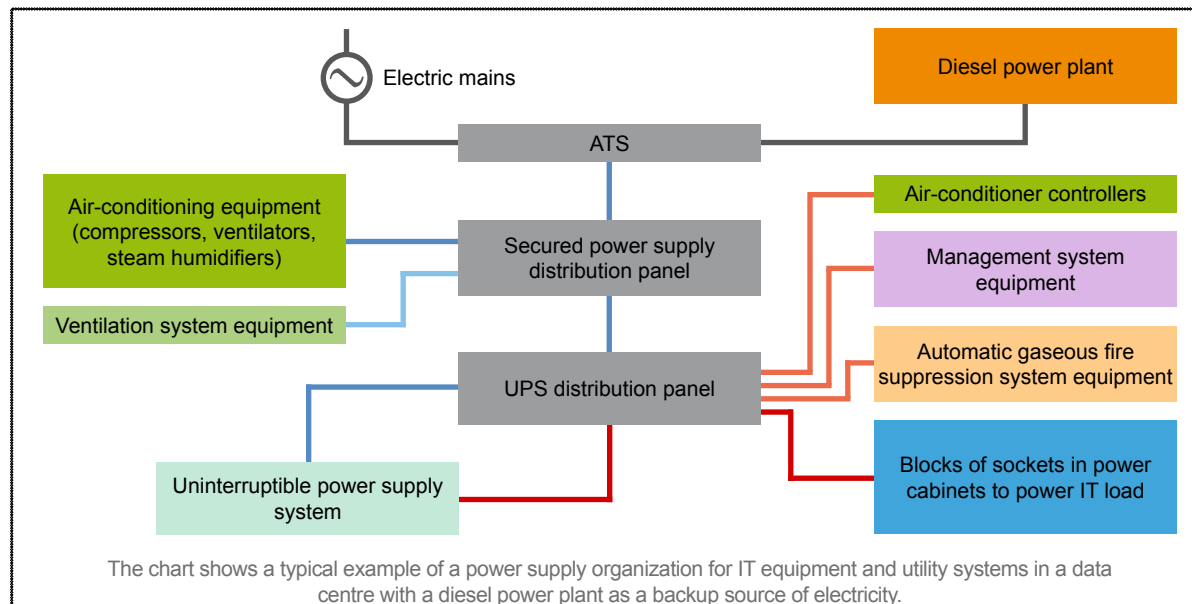 Electric mains
Diesel power plant
ATS
Air-conditioning equipment
(compressors, ventilators,
steam humidifiers)
Air-conditioner controllers
Secured power supply
distribution panel
Management system
equipment
Ventilation system equipment
Automatic gaseous fire
suppression system equipment
UPS distribution panel
Blocks of sockets in power
cabinets to power IT load
Uninterruptible power supply
system
The chart shows a typical example of a power supply organization for IT equipment and utility systems in a data
centre with a diesel power plant as a backup source of electricity.